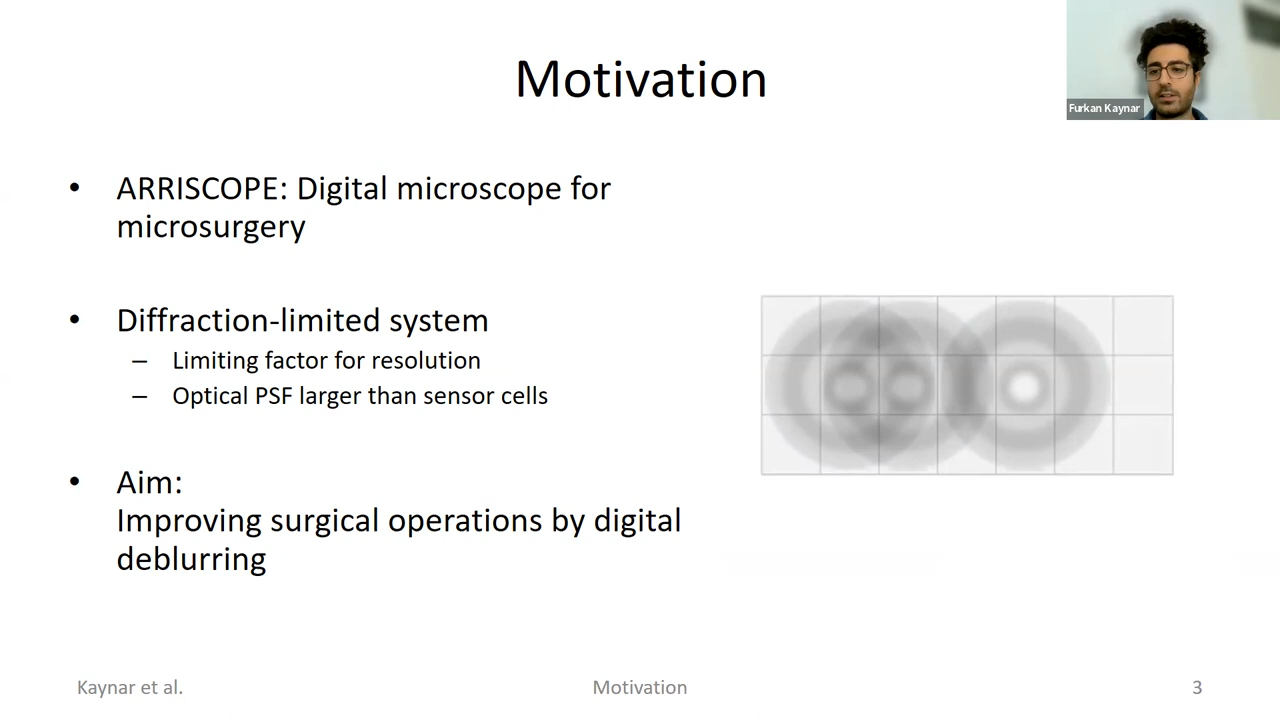 Motivation
Furkan Kaynar
• ARRISCOPE: Digital microscope for
microsurgery
• Diffraction-limited system
– Limiting factor for resolution
– Optical PSF larger than sensor cells
• Aim:
Improving surgical operations by digital
deblurring
Kaynar et al.
Motivation
3